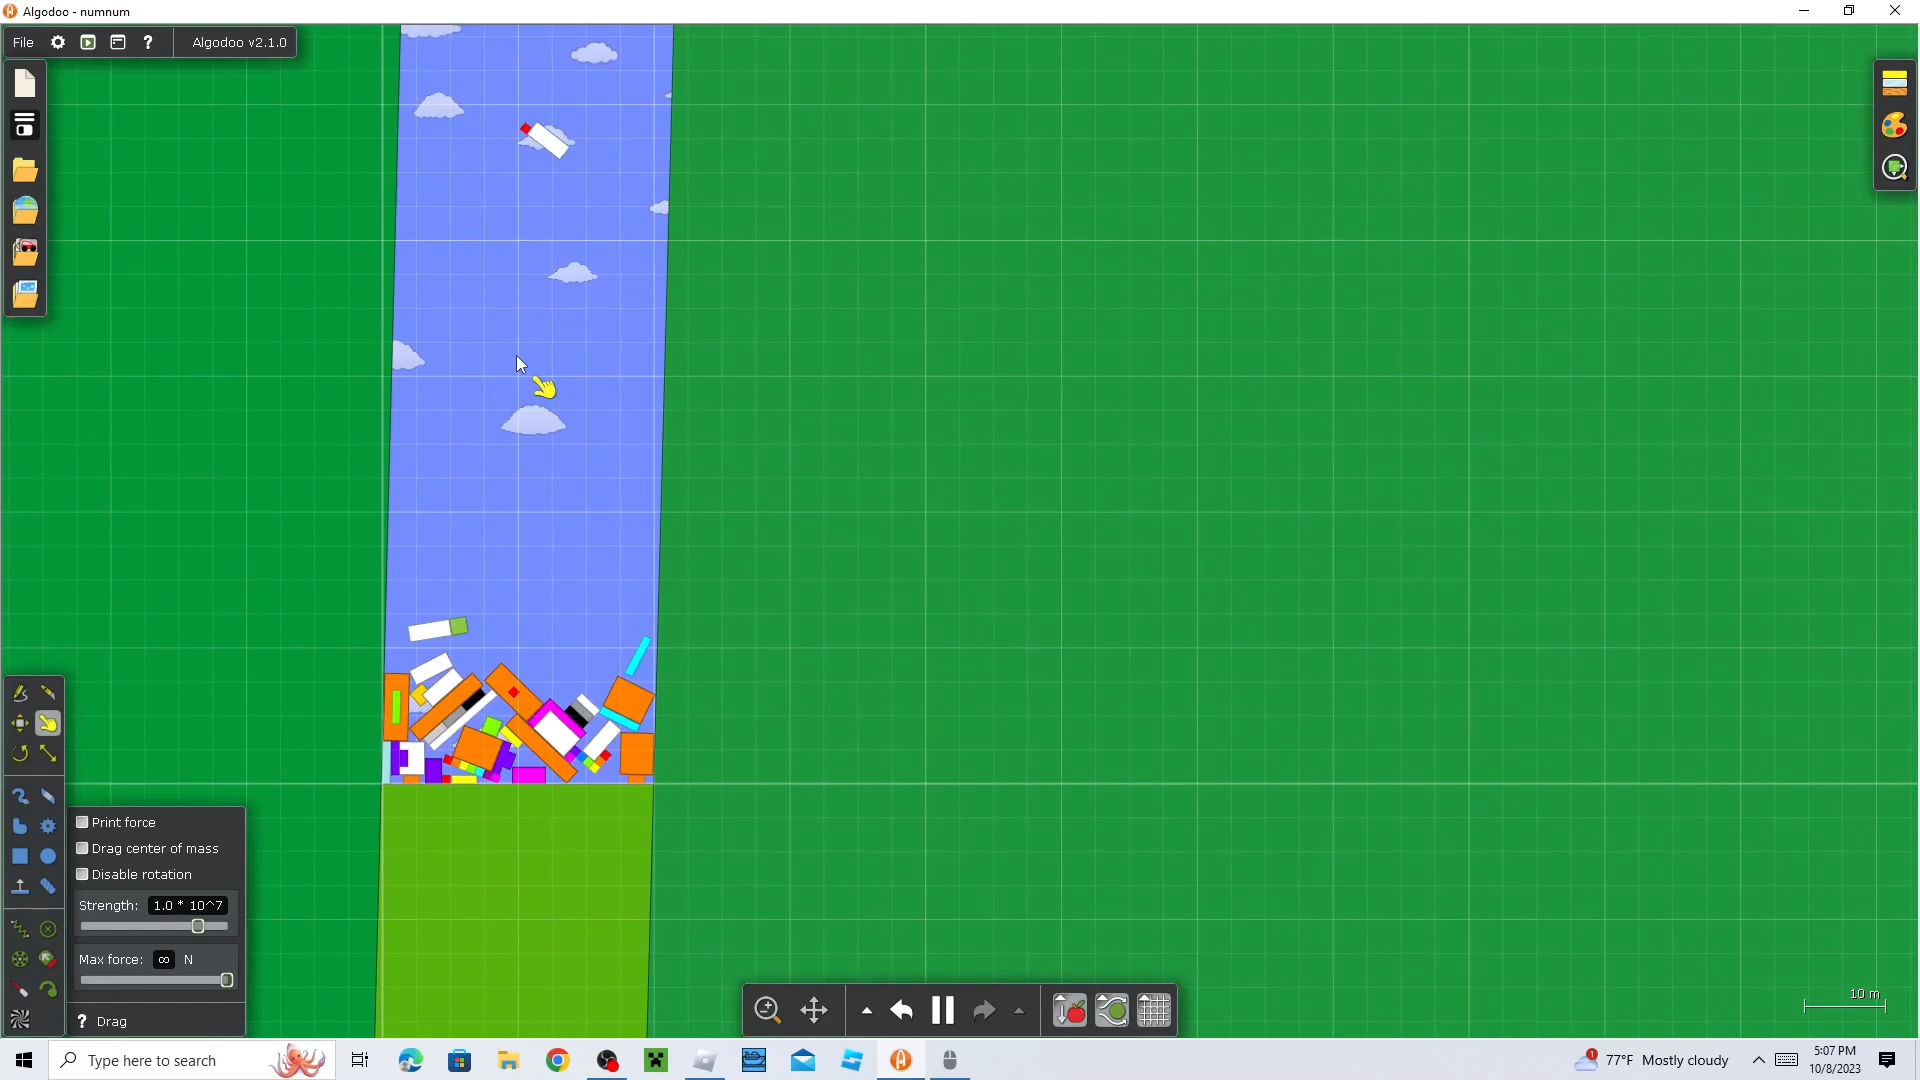 Algodoo - numnum
File
?
Algodoo v2.1.0
Print force
Drag center of mass
Disable rotation
Strength: 1.0 * 10^7
Max force: ∞ N
? Drag
10 m
Type here to search
1
77°F Mostly cloudy
5:07 PM
10/8/2023